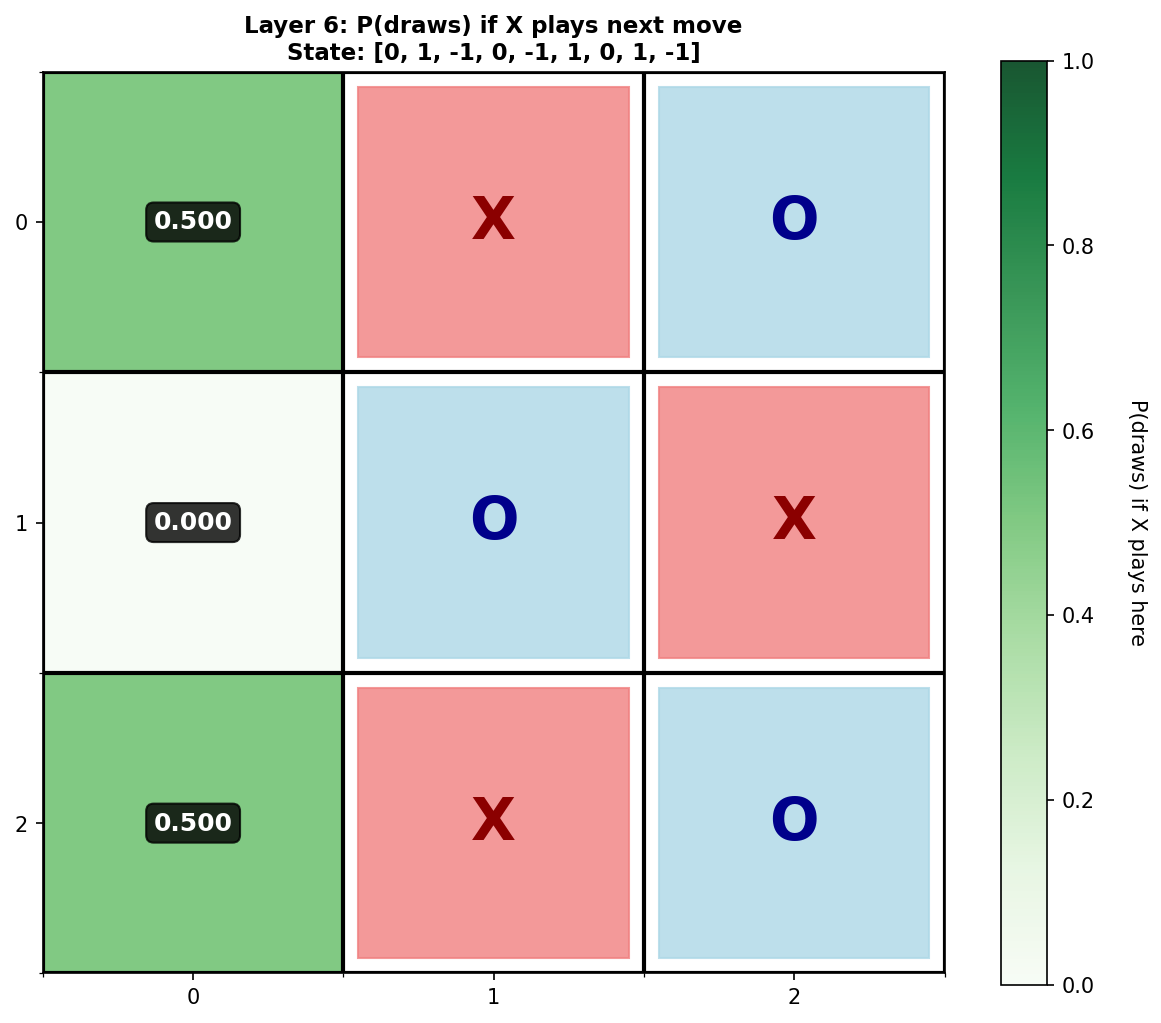 Layer 6: P(draws) if X plays next move
State: [0, 1, -1, 0, -1, 1, 0, 1, -1]
0
0.500
X
O
1
0.000
O
X
2
0.500
X
O
0
1
2
1.0
0.8
0.6
0.4
0.2
0.0
P(draws) if X plays here